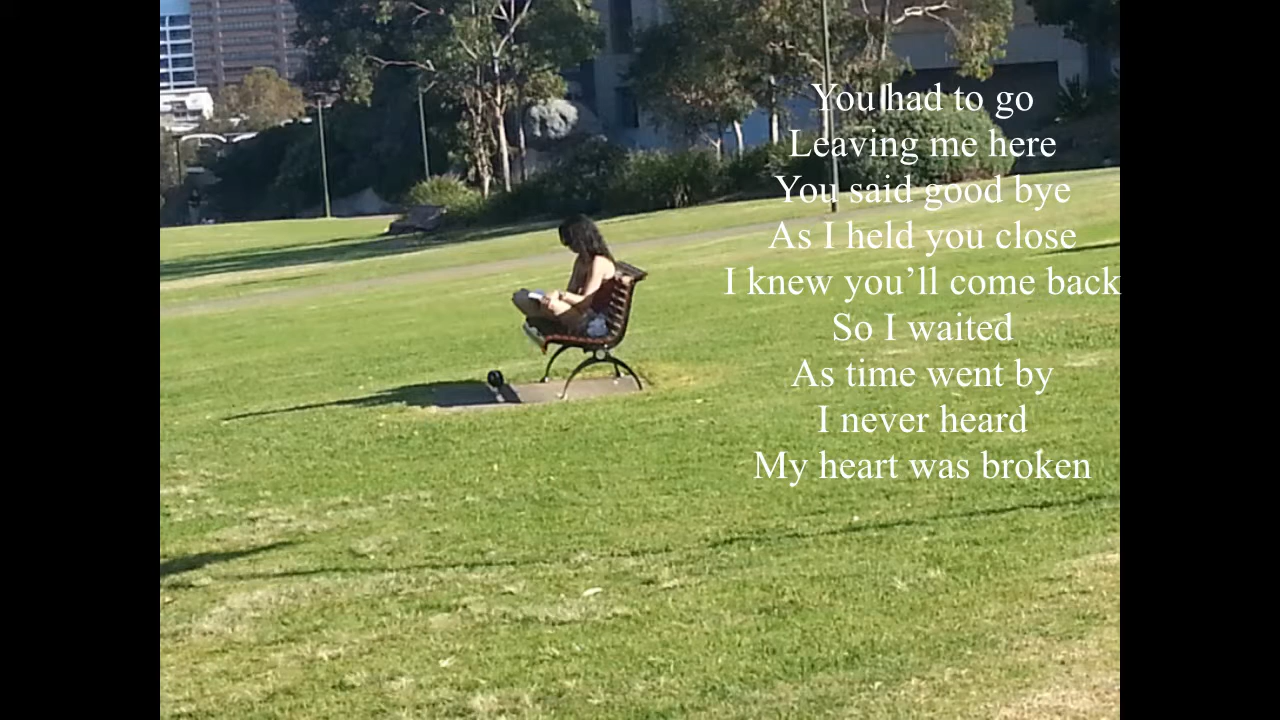 You had to go
Leaving me here
You said good bye
As I held you close
I knew you’ll come back
So I waited
As time went by
I never heard
My heart was broken